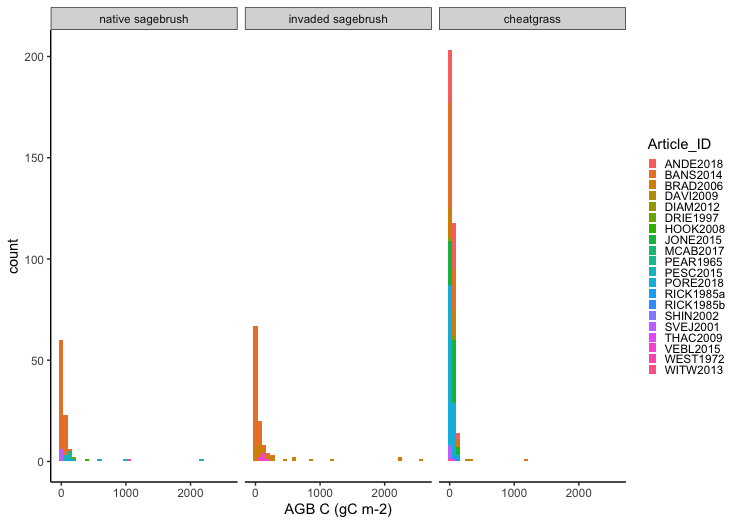 native sagebrush
invaded sagebrush
cheatgrass
200
150
100
50
0
count
0 1000 2000
0 1000 2000
0 1000 2000
AGB C (gC m-2)
Article_ID
ANDE2018
BANS2014
BRAD2006
DAVI2009
DIAM2012
DRIE1997
HOOK2008
JONE2015
MCAB2017
PEAR1965
PESC2015
PORE2018
RICK1985a
RICK1985b
SHIN2002
SVEJ2001
THAC2009
VEBL2015
WEST1972
WITW2013